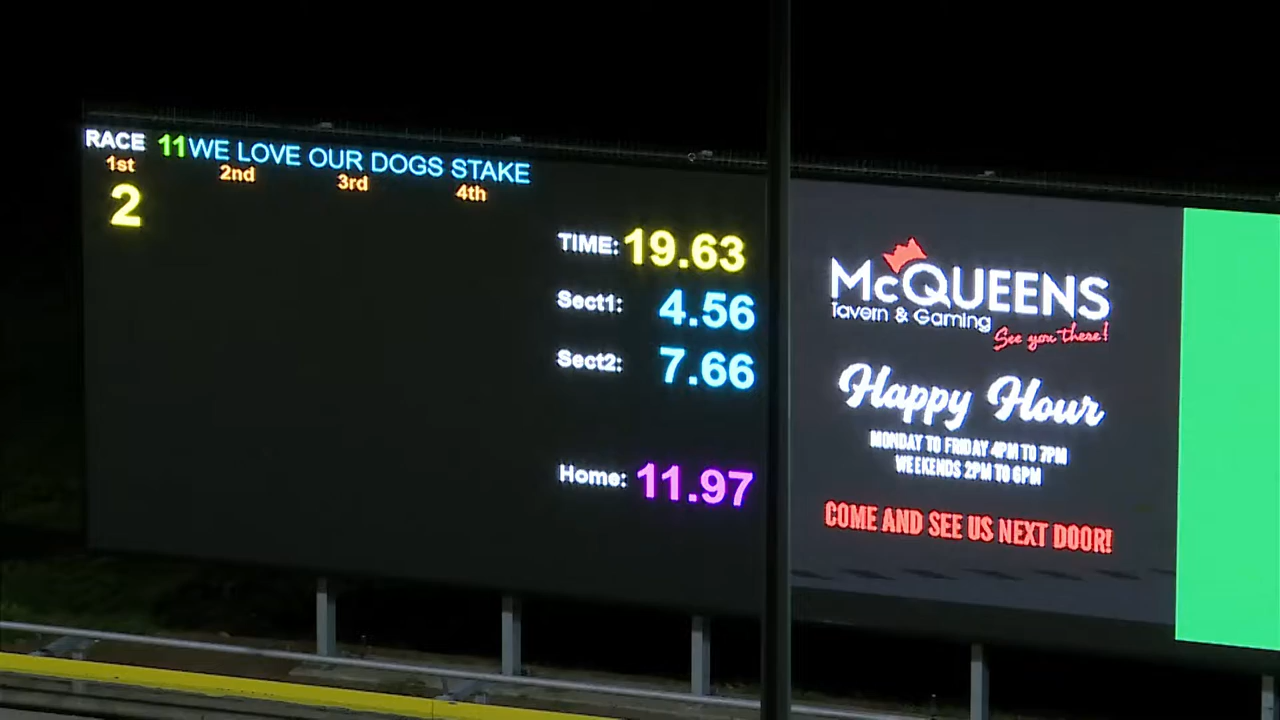 RACE 11 WE LOVE OUR DOGS STAKE
1st 2nd 3rd 4th
2
TIME: 19.63
Sect1: 4.56
Sect2: 7.66
Home: 11.97
McQUEENS
Tavern & Gaming
See you there!
Happy Hour
MONDAY TO FRIDAY 4PM TO 7PM
WEEKENDS 2PM TO 6PM
COME AND SEE US NEXT DOOR!